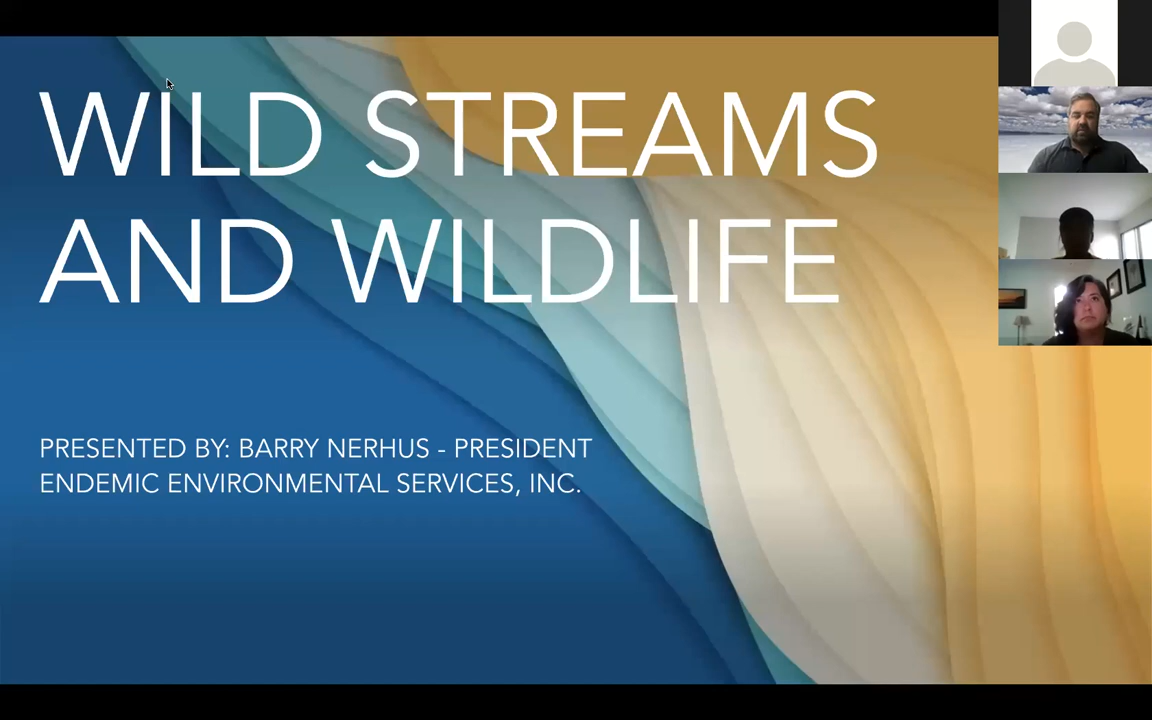 WILD STREAMS
AND WILDLIFE
PRESENTED BY: BARRY NERHUS - PRESIDENT
ENDEMIC ENVIRONMENTAL SERVICES, INC.